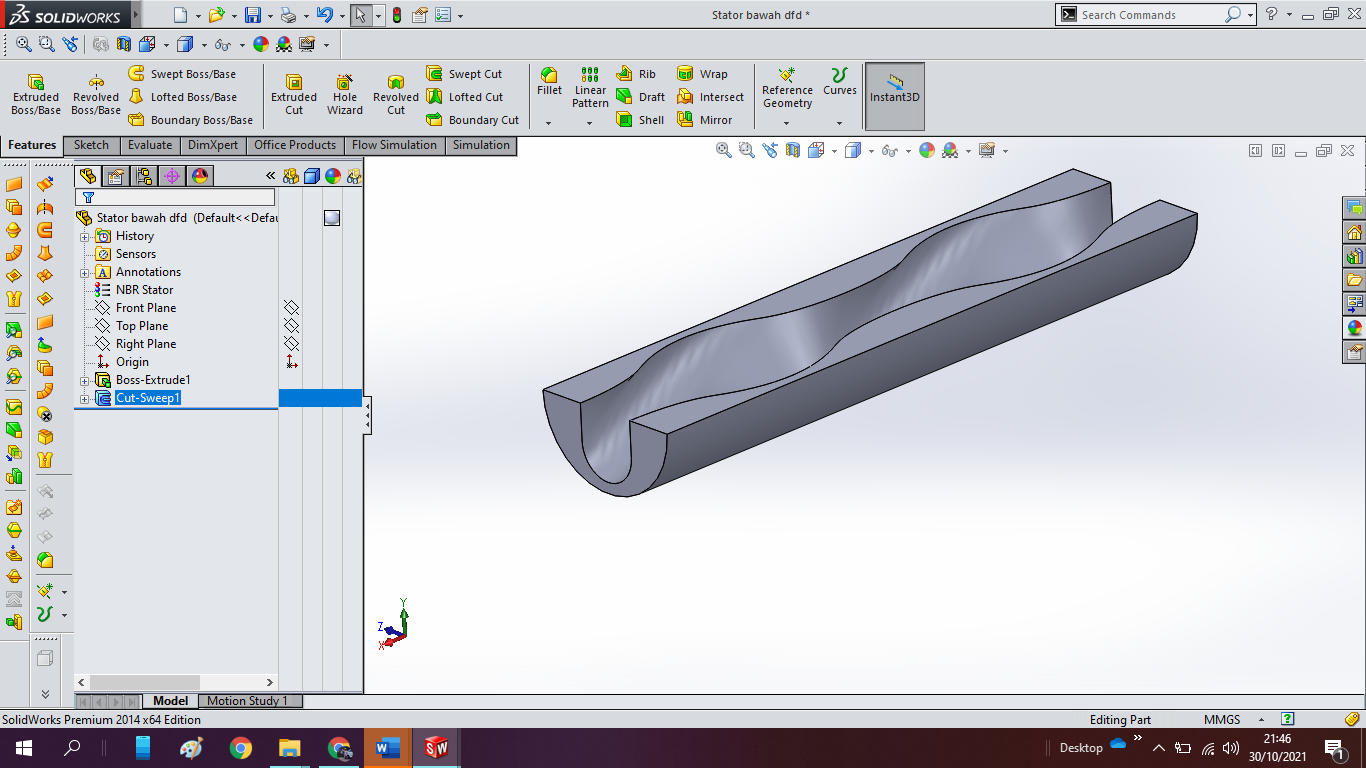 SOLIDWORKS
Stator bawah dfd *
Search Commands
Extruded Boss/Base
Revolved Boss/Base
Swept Boss/Base
Lofted Boss/Base
Boundary Boss/Base
Extruded Cut
Hole Wizard
Revolved Cut
Swept Cut
Lofted Cut
Boundary Cut
Fillet
Linear Pattern
Rib
Draft
Shell
Wrap
Intersect
Mirror
Reference Geometry
Curves
Instant3D
Features
Sketch
Evaluate
DimXpert
Office Products
Flow Simulation
Simulation
Stator bawah dfd (Default<<Defau
History
Sensors
Annotations
NBR Stator
Front Plane
Top Plane
Right Plane
Origin
Boss-Extrude1
Cut-Sweep1
Y
Z
X
Model
Motion Study 1
SolidWorks Premium 2014 x64 Edition
Editing Part
MMGS
Desktop
21:46
30/10/2021
1